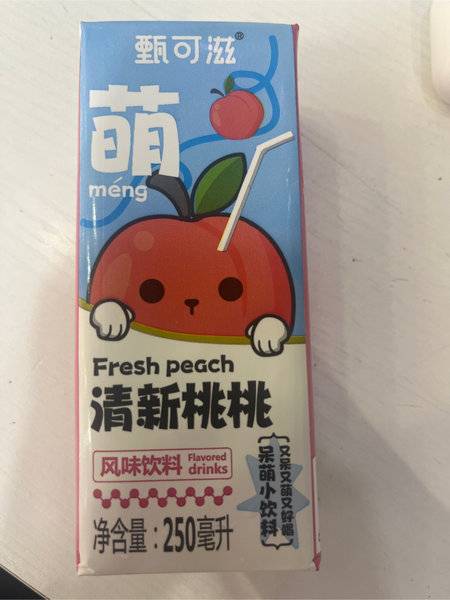 甄可滋®
萌
méng
Fresh peach
清新桃桃
风味饮料 Flavored drinks
又呆又萌又好喝
呆萌小饮料
净含量：250毫升